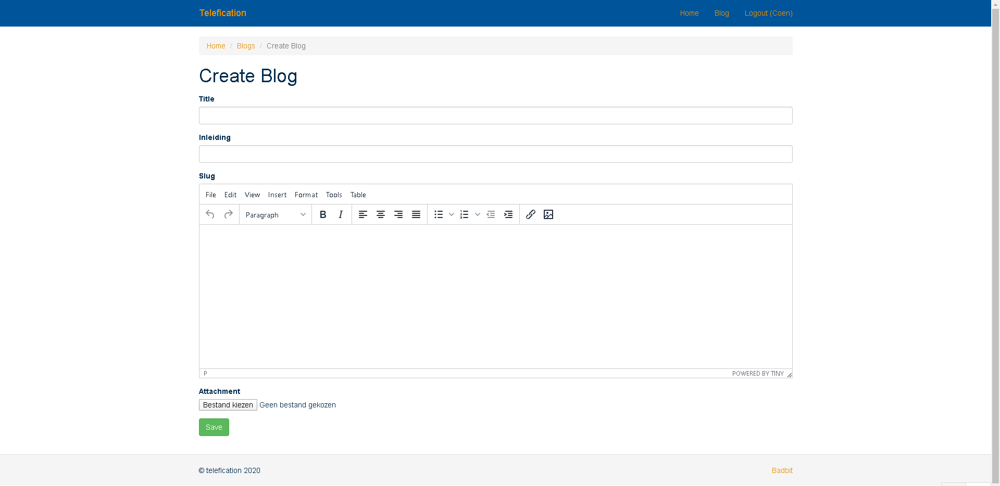 Telefication Home Blog Logout (Coen)
Home / Blogs / Create Blog
Create Blog
Title
Inleiding
Slug
File Edit View Insert Format Tools Table
Paragraph B I
P POWERED BY TINY
Attachment
Bestand kiezen Geen bestand gekozen
Save
© telefication 2020 Badbit